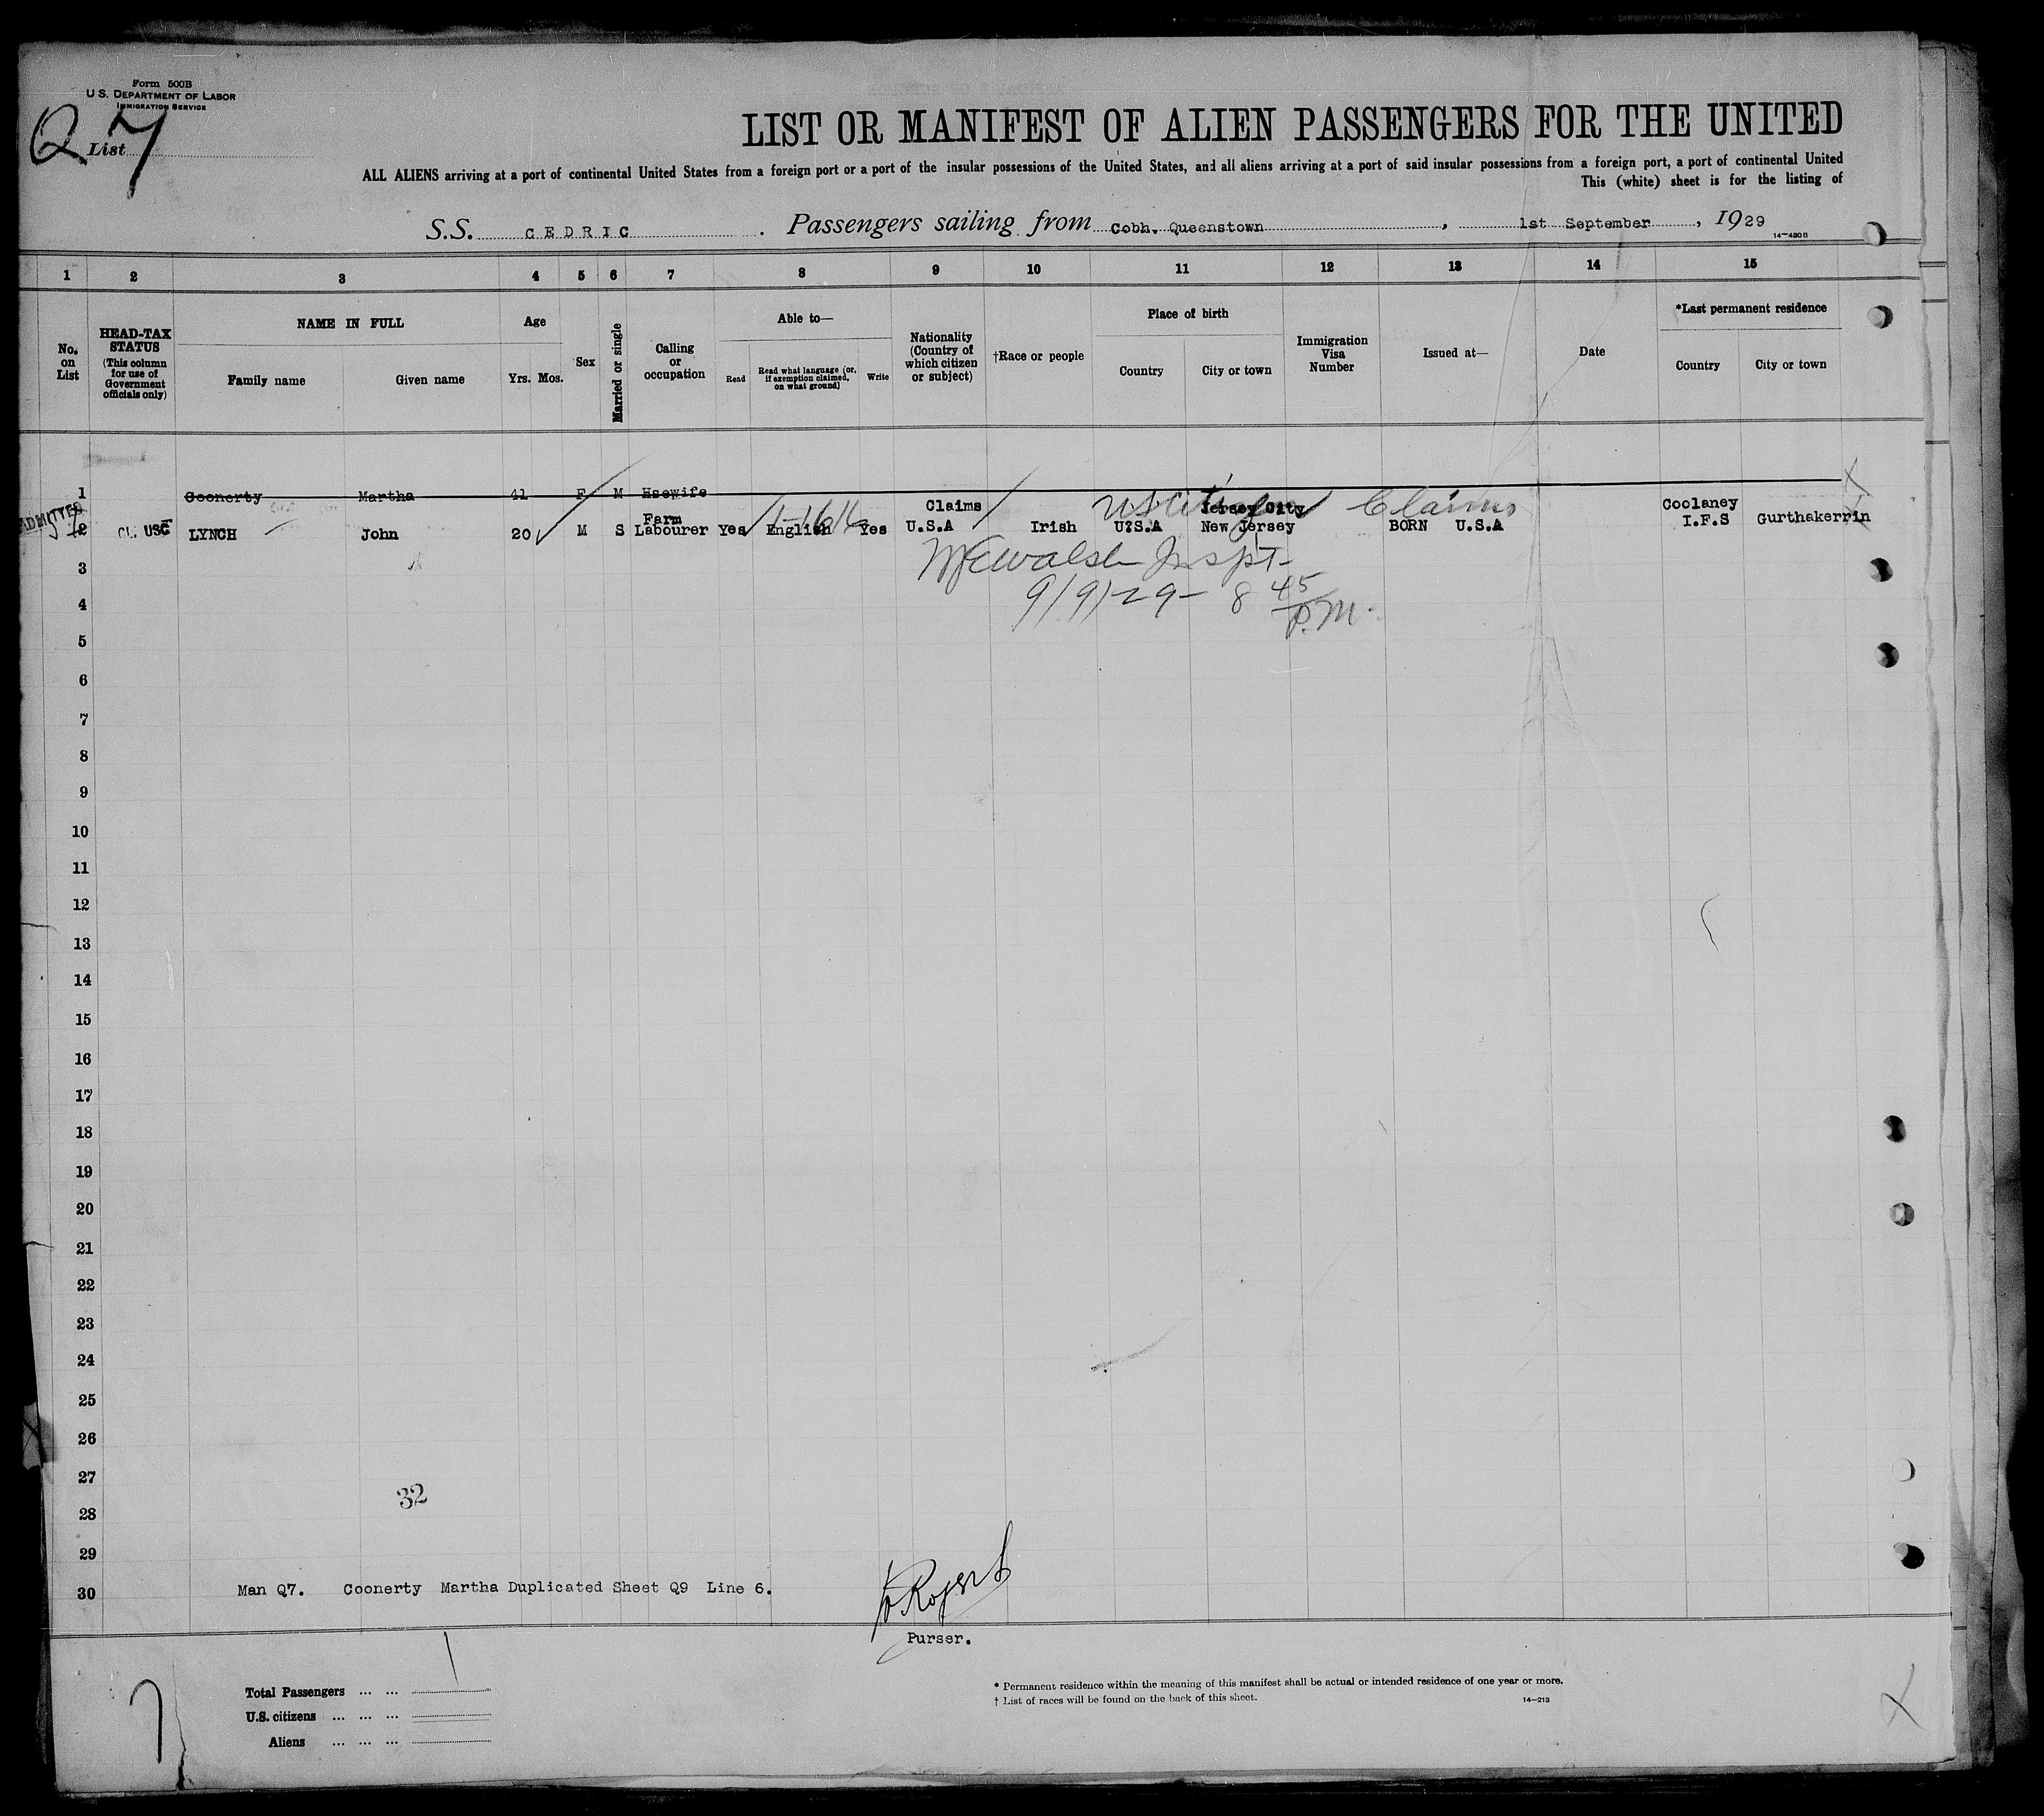 Form 500B
U. S. DEPARTMENT OF LABOR
IMMIGRATION SERVICE
Q List 7
LIST OR MANIFEST OF ALIEN PASSENGERS FOR THE UNITED
ALL ALIENS arriving at a port of continental United States from a foreign port or a port of the insular possessions of the United States, and all aliens arriving at a port of said insular possessions from a foreign port, a port of continental United
This (white) sheet is for the listing of
S.S. CEDRIC . Passengers sailing from Cobh. Queenstown , 1st September , 1929
14-430B
1 2 3 4 5 6 7 8 9 10 11 12 13 14 15
No. on List
HEAD-TAX STATUS (This column for use of Government officials only)
NAME IN FULL
Family name Given name
Age
Yrs. Mos.
Sex
Married or single
Calling or occupation
Able to—
Read
Read what language (or, if exemption claimed, on what ground)
Write
Nationality (Country of which citizen or subject)
†Race or people
Place of birth
Country City or town
Immigration Visa Number
Issued at—
Date
*Last permanent residence
Country City or town
1 Coonerty Martha 41 F M Hsewife
Claims US Citizen Jersey City Claims Coolaney
ADMITTED 2 CL. USC LYNCH John 20 M S Farm Labourer Yes English Yes U.S.A Irish U?S.A New Jersey BORN U.S.A I.F.S Gurthakerrin
3
Walsh Inspt-
4
9/9/29- 8 45 P.M.
5
6
7
8
9
10
11
12
13
14
15
16
17
18
19
20
21
22
23
24
25
26
27
32
28
29
30 Man Q7. Coonerty Martha Duplicated Sheet Q9 Line 6.
Purser.
7
Total Passengers ... ... 1
U.S. citizens ... ... ...
Aliens ... ... ...
* Permanent residence within the meaning of this manifest shall be actual or intended residence of one year or more.
† List of races will be found on the back of this sheet.
14-213